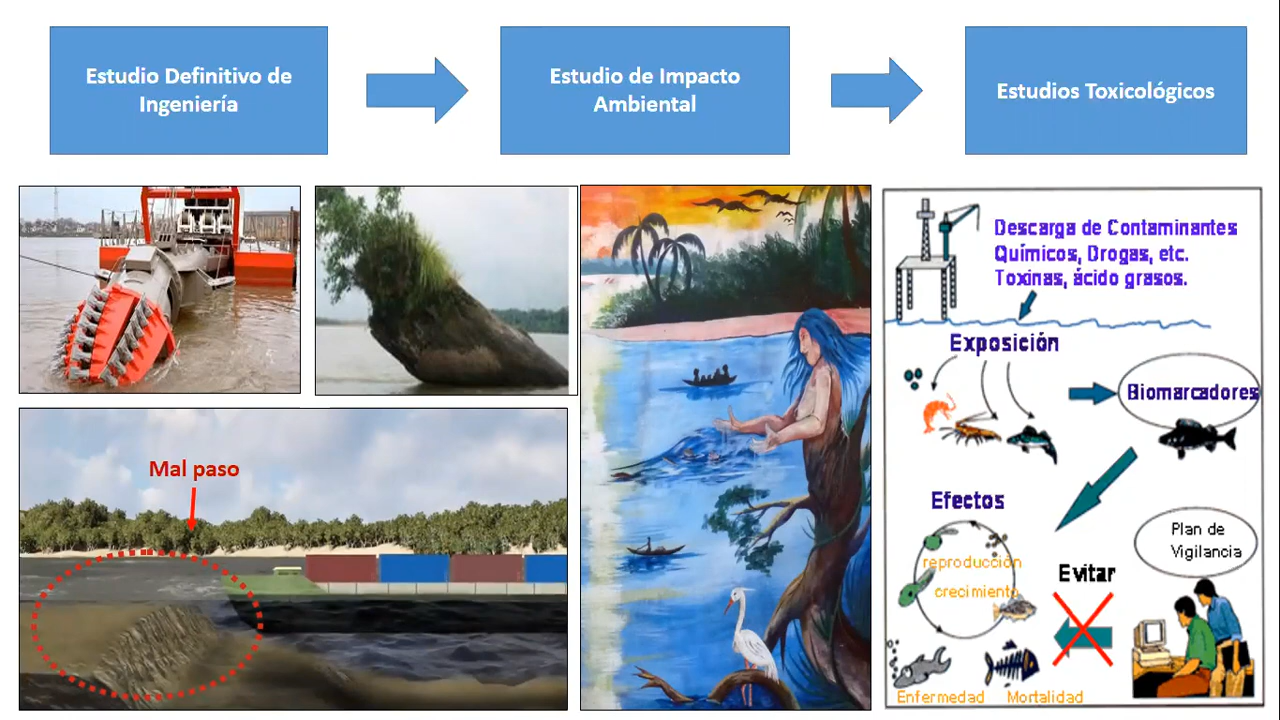 Estudio Definitivo de
Ingeniería
Estudio de Impacto
Ambiental
Estudios Toxicológicos
Mal paso
Descarga de Contaminantes
Químicos, Drogas, etc.
Toxinas, ácido grasos.
Exposición
Biomarcadores
Efectos
reproducción
crecimiento
Evitar
Plan de
Vigilancia
Enfermedad
Mortalidad